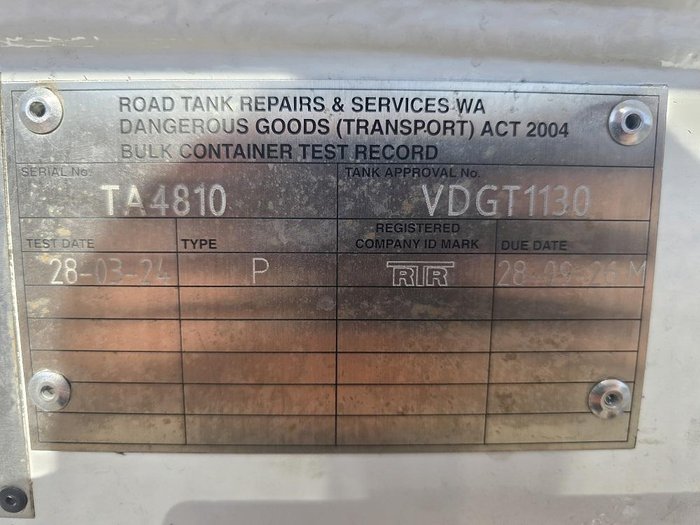 ROAD TANK REPAIRS & SERVICES WA
DANGEROUS GOODS (TRANSPORT) ACT 2004
BULK CONTAINER TEST RECORD
SERIAL No. TANK APPROVAL No.
TA4810 VDGT1130
TEST DATE TYPE REGISTERED COMPANY ID MARK DUE DATE
28-03-24 P RTR 28-09-26 M